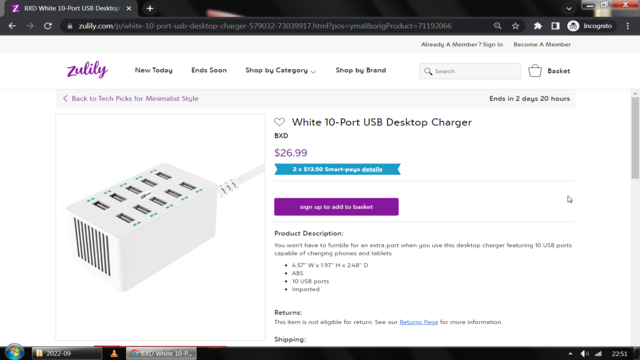 BXD White 10-Port USB Desktop
zulily.com/p/white-10-port-usb-desktop-charger-579032-73039917.html?pos=ymal&origProduct=71192066
Incognito
Already A Member? Sign In
Become A Member
zulily
New Today
Ends Soon
Shop by Category
Shop by Brand
Search
Basket
Back to Tech Picks for Minimalist Style
Ends in 2 days 20 hours
White 10-Port USB Desktop Charger
BXD
$26.99
2 x $13.50 Smart-pays details
sign up to add to basket
Product Description:
You won't have to fumble for an extra port when you use this desktop charger featuring 10 USB ports
capable of charging phones and tablets.
• 4.57" W x 1.97" H x 2.48" D
• ABS
• 10 USB ports
• Imported
Returns:
This item is not eligible for return. See our Returns Page for more information.
Shipping:
2022-09
BXD White 10-P...
22:51